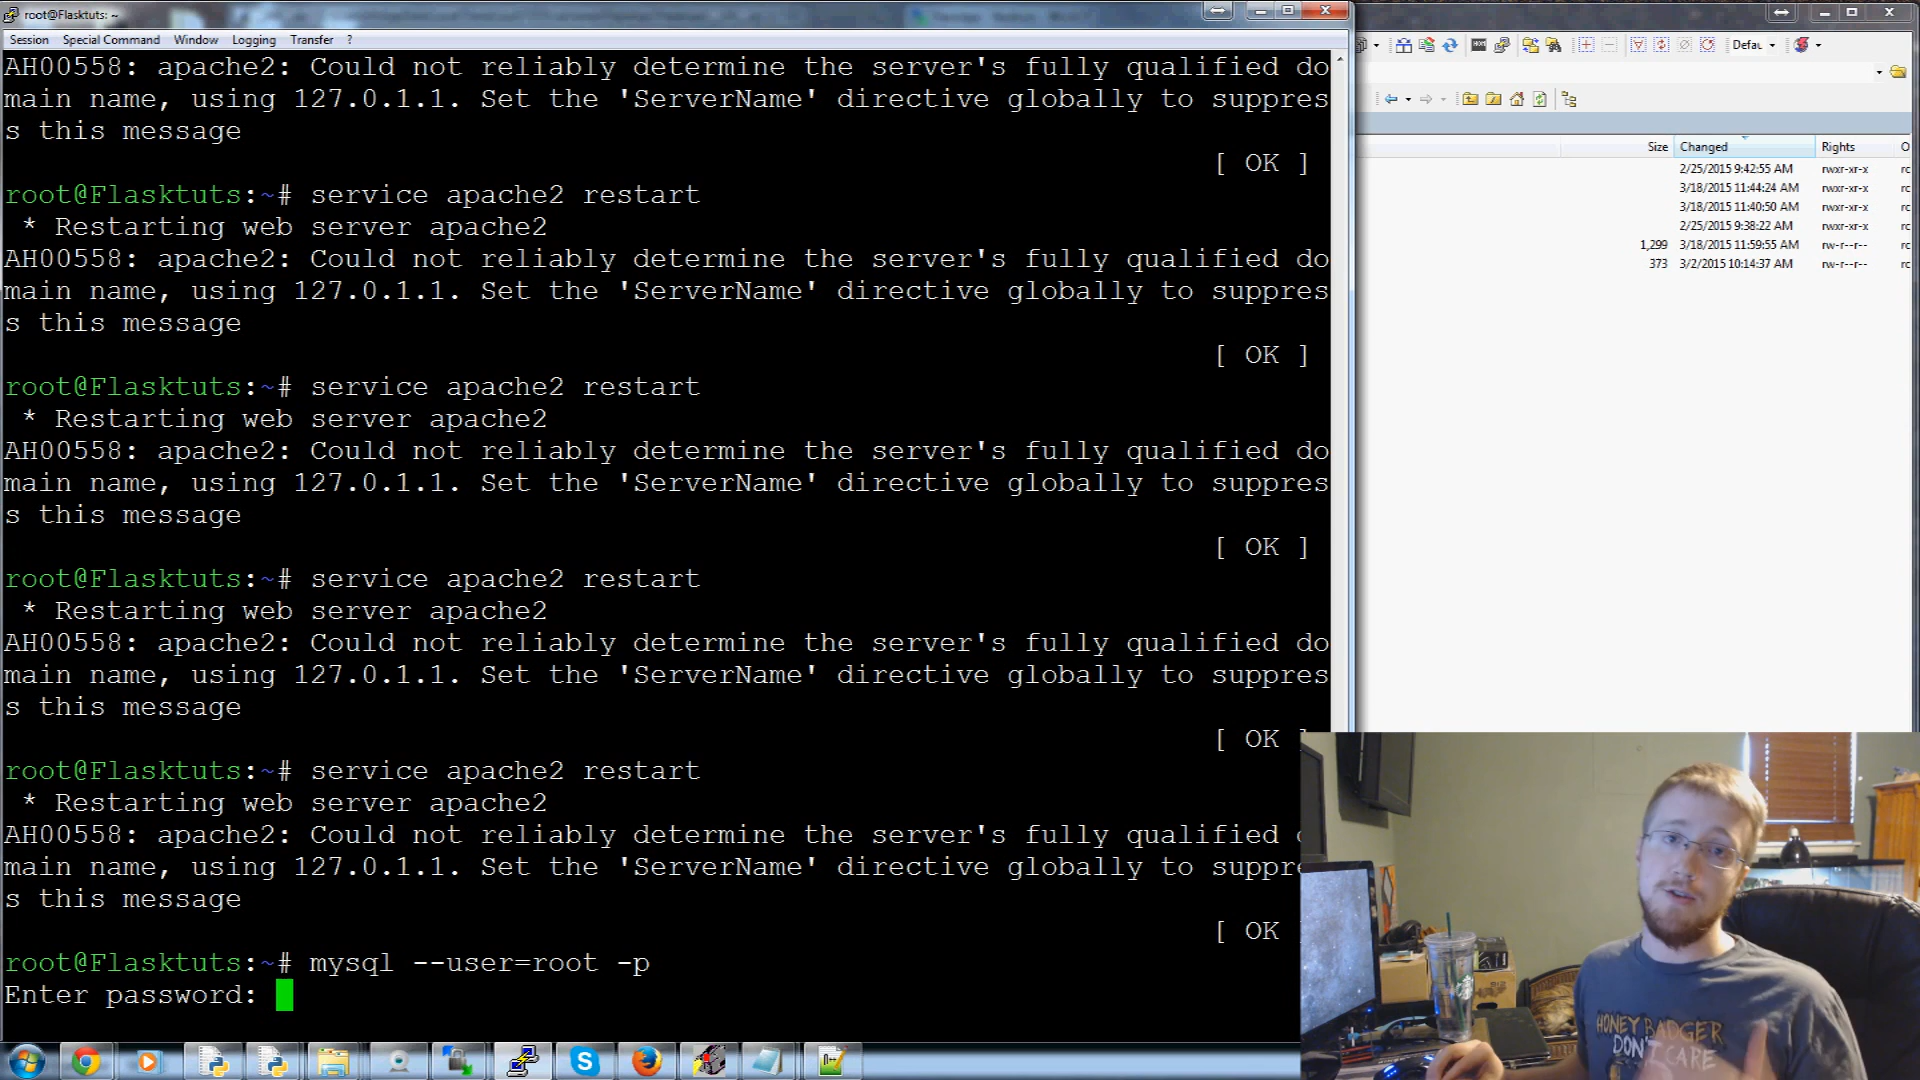 root@Flasktuts: ~
Session Special Command Window Logging Transfer ?
AH00558: apache2: Could not reliably determine the server's fully qualified do
main name, using 127.0.1.1. Set the 'ServerName' directive globally to suppres
s this message
[ OK ]
root@Flasktuts:~# service apache2 restart
* Restarting web server apache2
AH00558: apache2: Could not reliably determine the server's fully qualified do
main name, using 127.0.1.1. Set the 'ServerName' directive globally to suppres
s this message
[ OK ]
root@Flasktuts:~# service apache2 restart
* Restarting web server apache2
AH00558: apache2: Could not reliably determine the server's fully qualified do
main name, using 127.0.1.1. Set the 'ServerName' directive globally to suppres
s this message
[ OK ]
root@Flasktuts:~# service apache2 restart
* Restarting web server apache2
AH00558: apache2: Could not reliably determine the server's fully qualified do
main name, using 127.0.1.1. Set the 'ServerName' directive globally to suppres
s this message
[ OK ]
root@Flasktuts:~# service apache2 restart
* Restarting web server apache2
AH00558: apache2: Could not reliably determine the server's fully qualified
main name, using 127.0.1.1. Set the 'ServerName' directive globally to suppr
s this message
[ OK
root@Flasktuts:~# mysql --user=root -p
Enter password:
Defau
Size Changed Rights O
2/25/2015 9:42:55 AM rwxr-xr-x rc
3/18/2015 11:44:24 AM rwxr-xr-x rc
3/18/2015 11:40:50 AM rwxr-xr-x rc
2/25/2015 9:38:22 AM rwxr-xr-x rc
1,299 3/18/2015 11:59:55 AM rw-r--r-- rc
373 3/2/2015 10:14:37 AM rw-r--r-- rc
HONEY BADGER
DON'T CARE